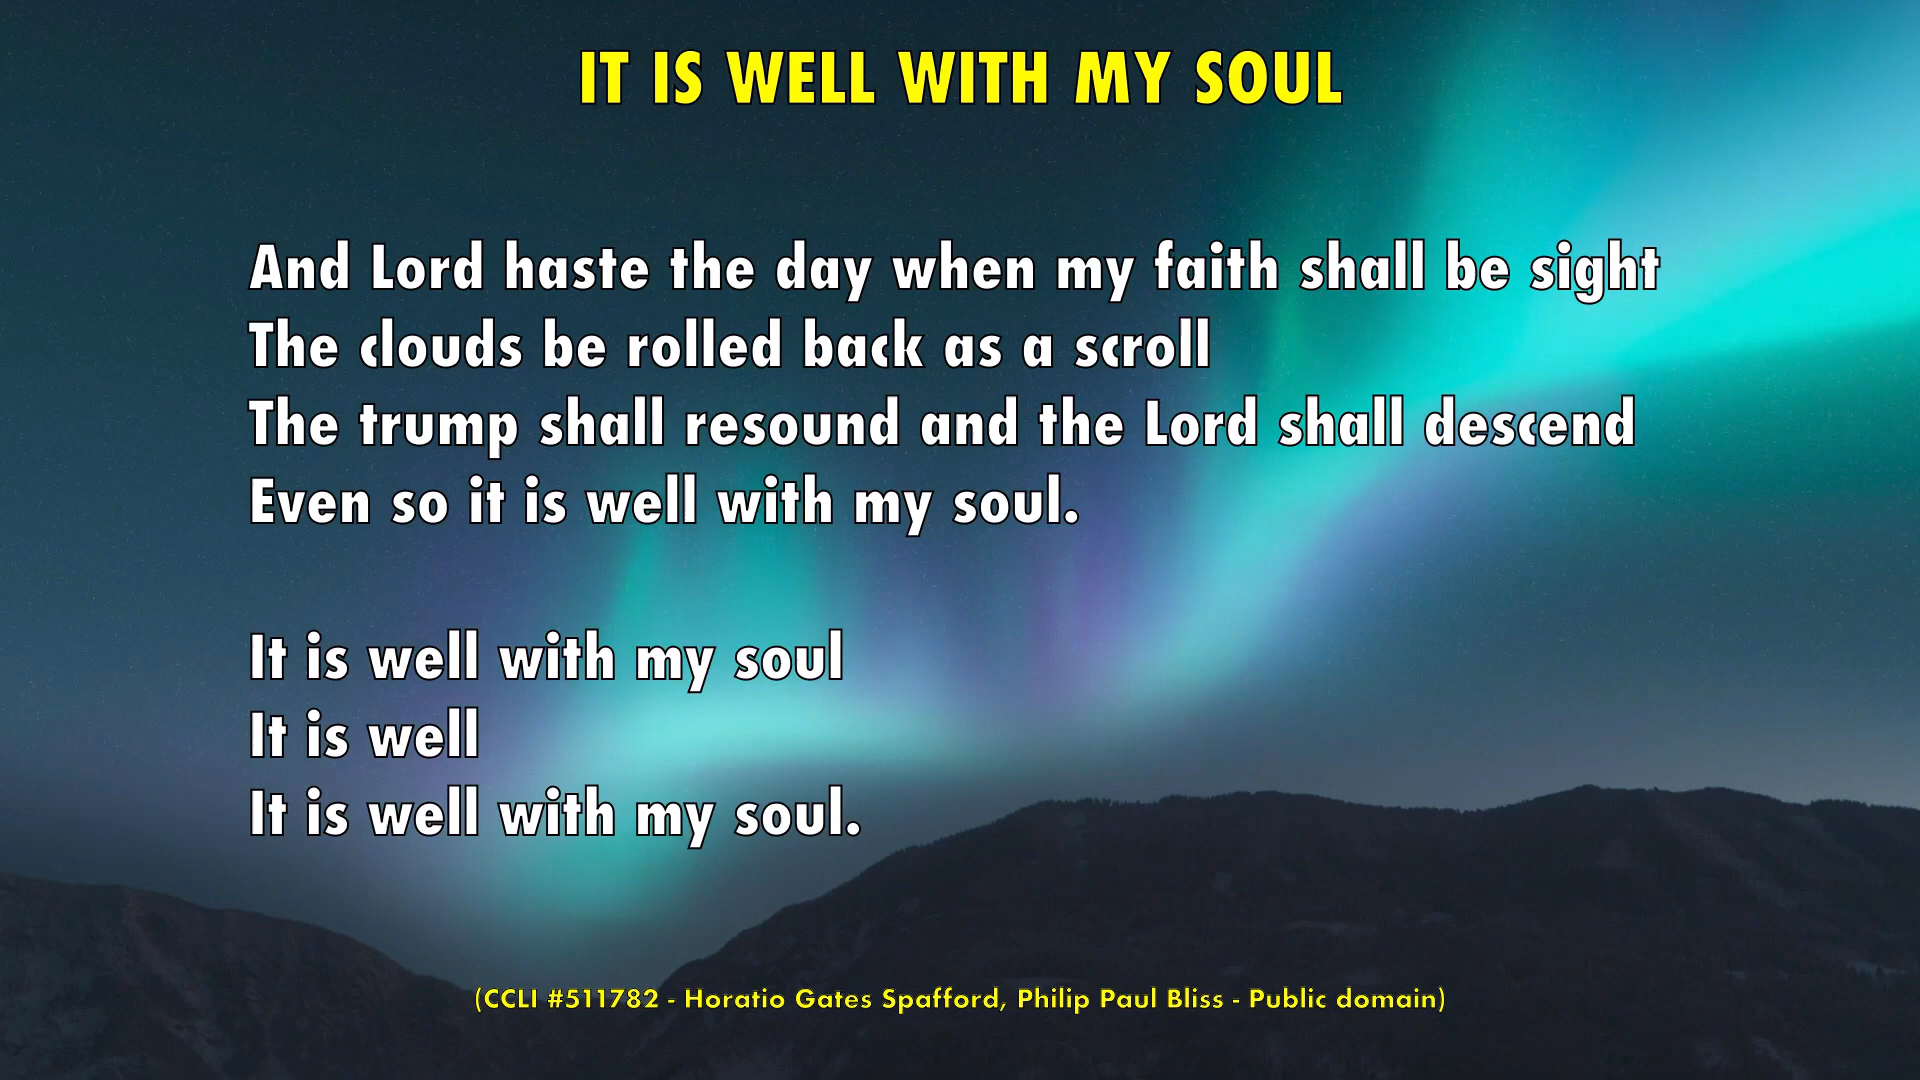 IT IS WELL WITH MY SOUL
And Lord haste the day when my faith shall be sight
The clouds be rolled back as a scroll
The trump shall resound and the Lord shall descend
Even so it is well with my soul.
It is well with my soul
It is well
It is well with my soul.
(CCLI #511782 - Horatio Gates Spafford, Philip Paul Bliss - Public domain)